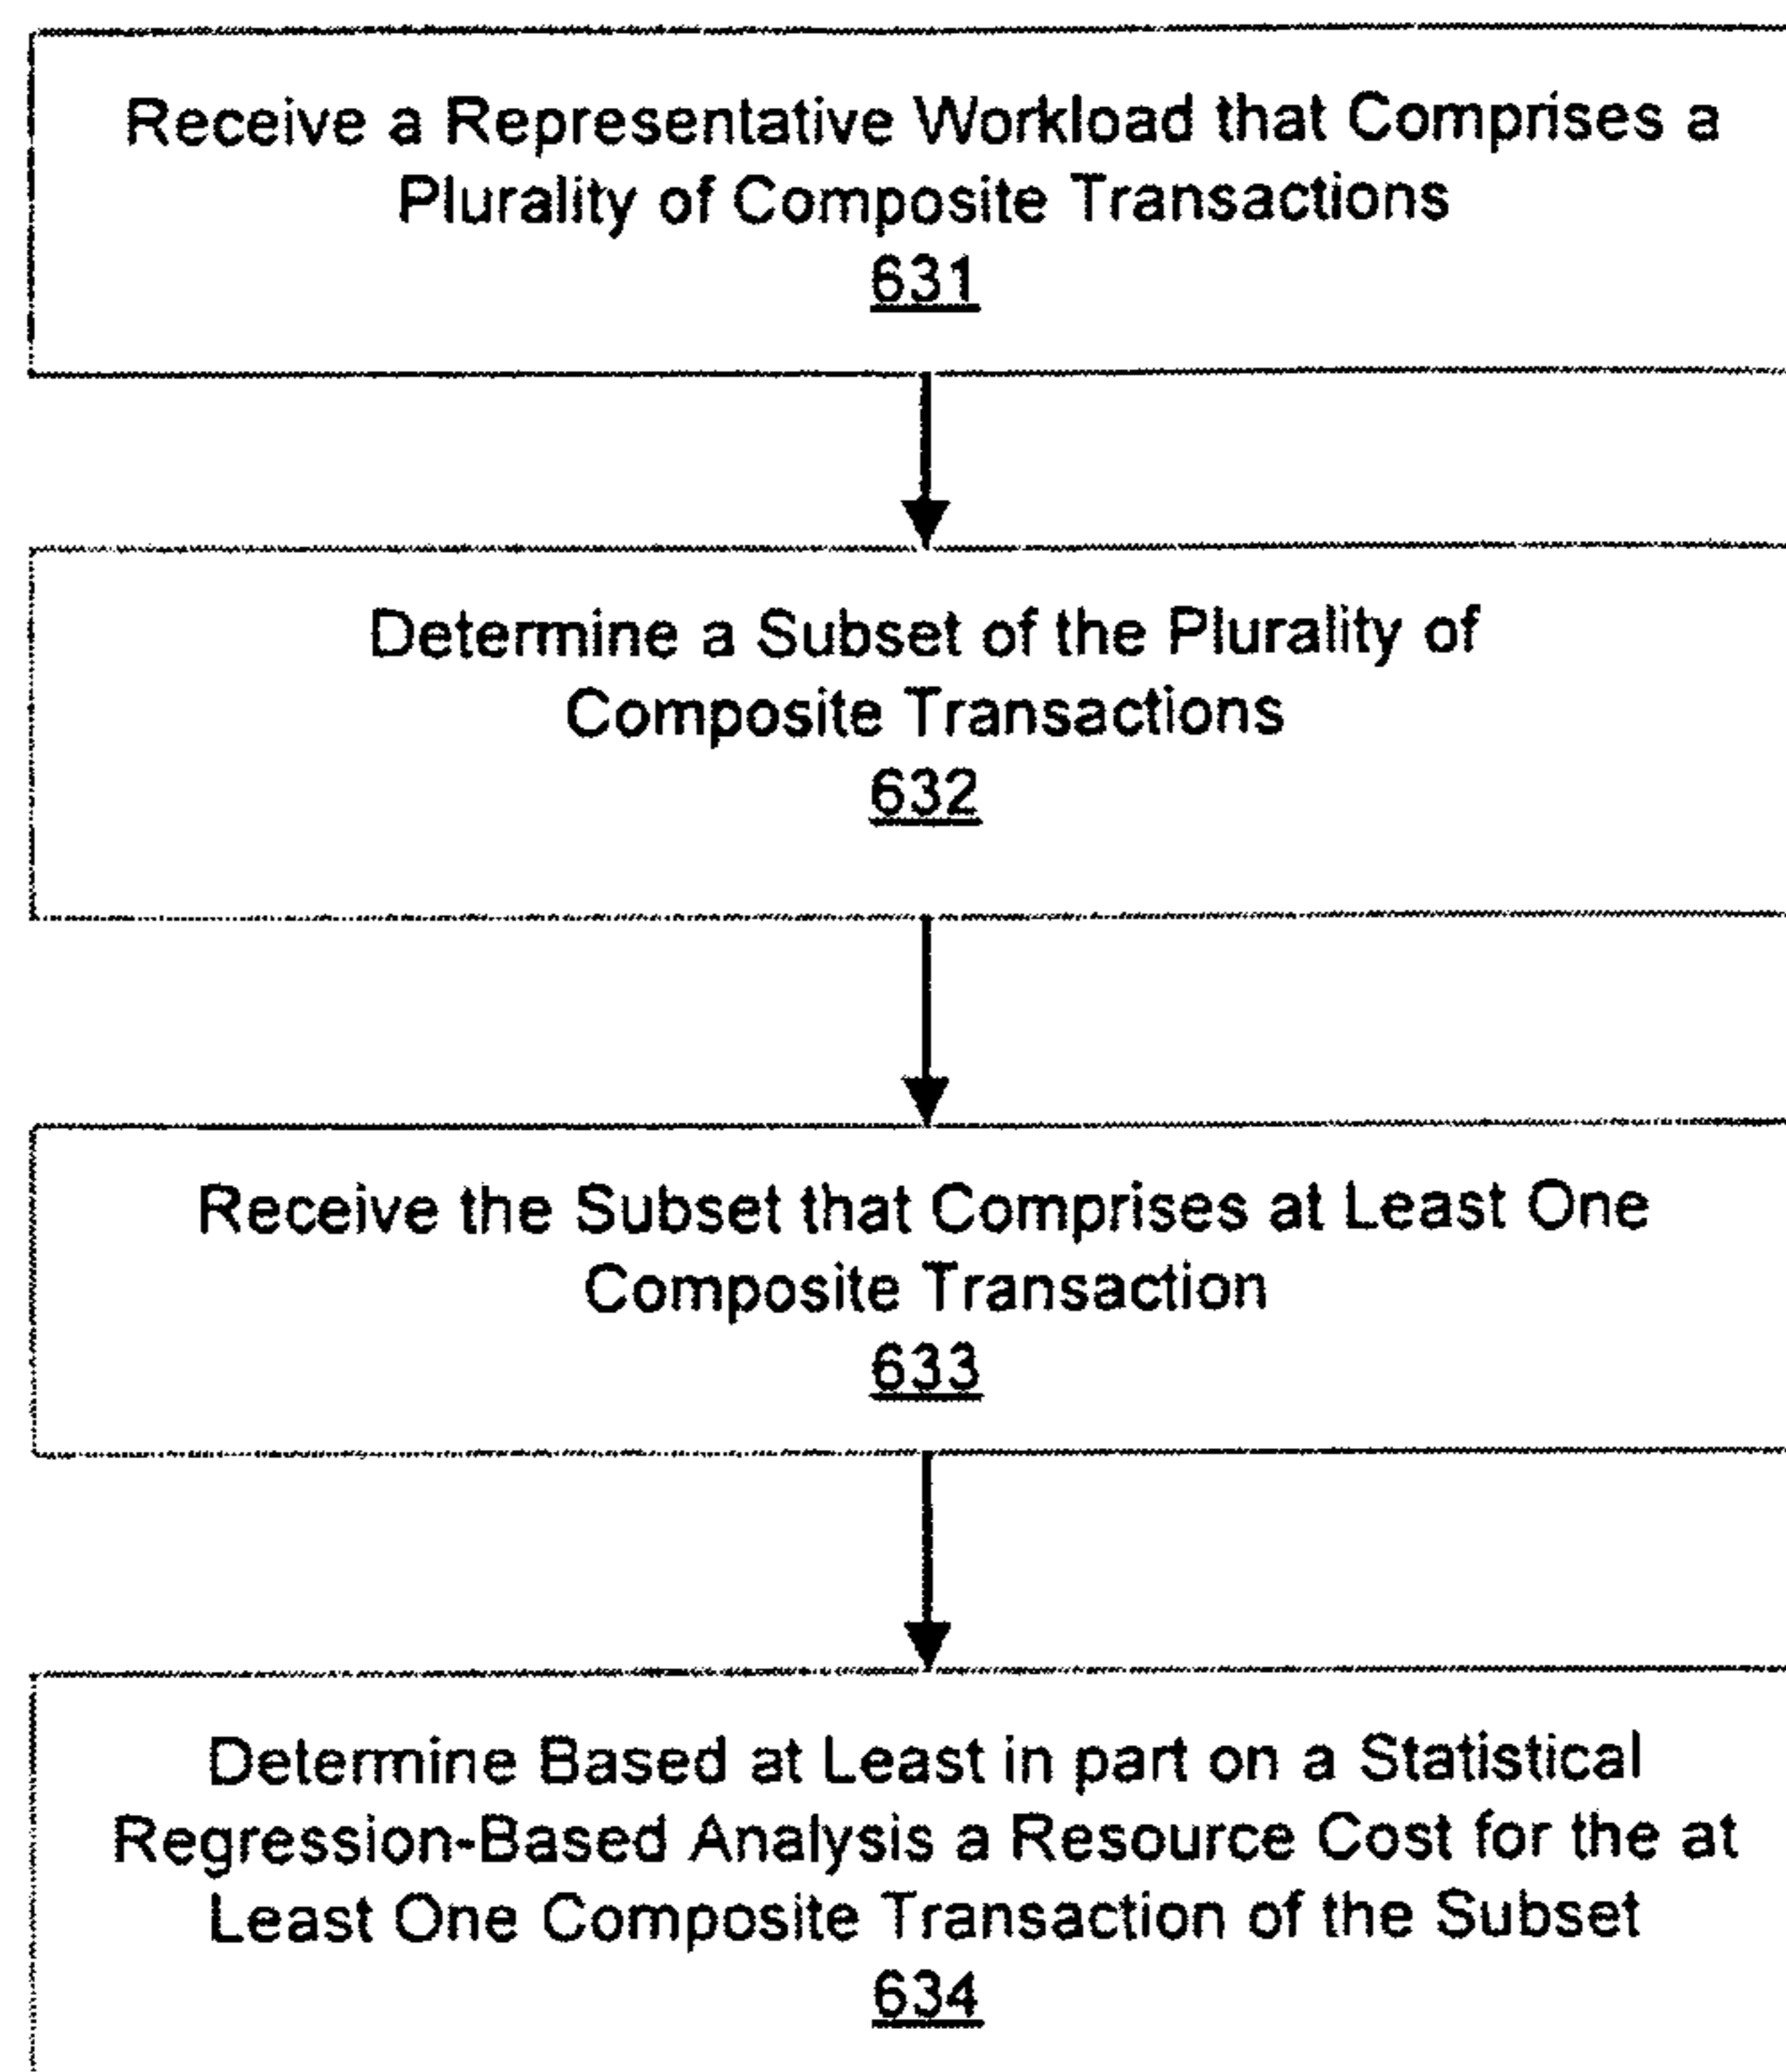 Receive a Representative Workload that Comprises a
Plurality of Composite Transactions
631
Determine a Subset of the Plurality of
Composite Transactions
632
Receive the Subset that Comprises at Least One
Composite Transaction
633
Determine Based at Least in part on a Statistical
Regression-Based Analysis a Resource Cost for the at
Least One Composite Transaction of the Subset
634